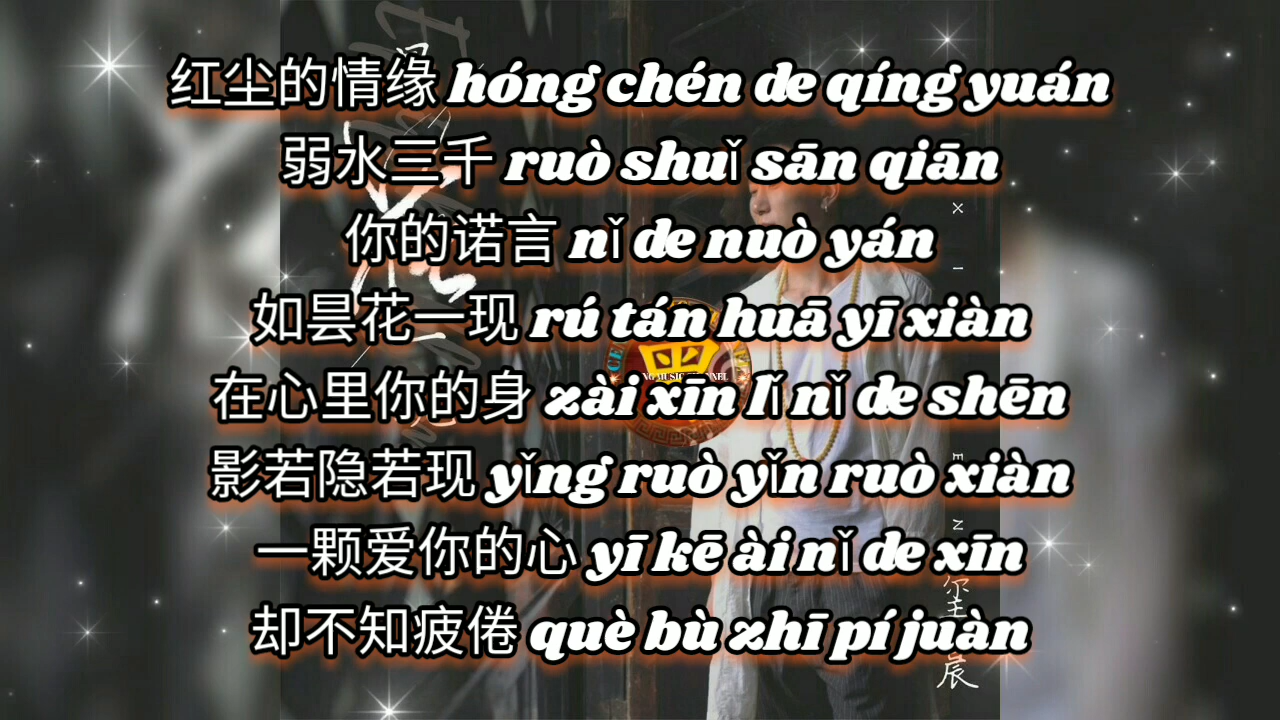 红尘的情缘 hóng chén de qíng yuán
弱水三千 ruò shuǐ sān qiān
你的诺言 nǐ de nuò yán
如昙花一现 rú tán huā yī xiàn
在心里你的身 zài xīn lǐ nǐ de shēn
影若隐若现 yǐng ruò yǐn ruò xiàn
一颗爱你的心 yī kē ài nǐ de xīn
却不知疲倦 què bù zhī pí juàn